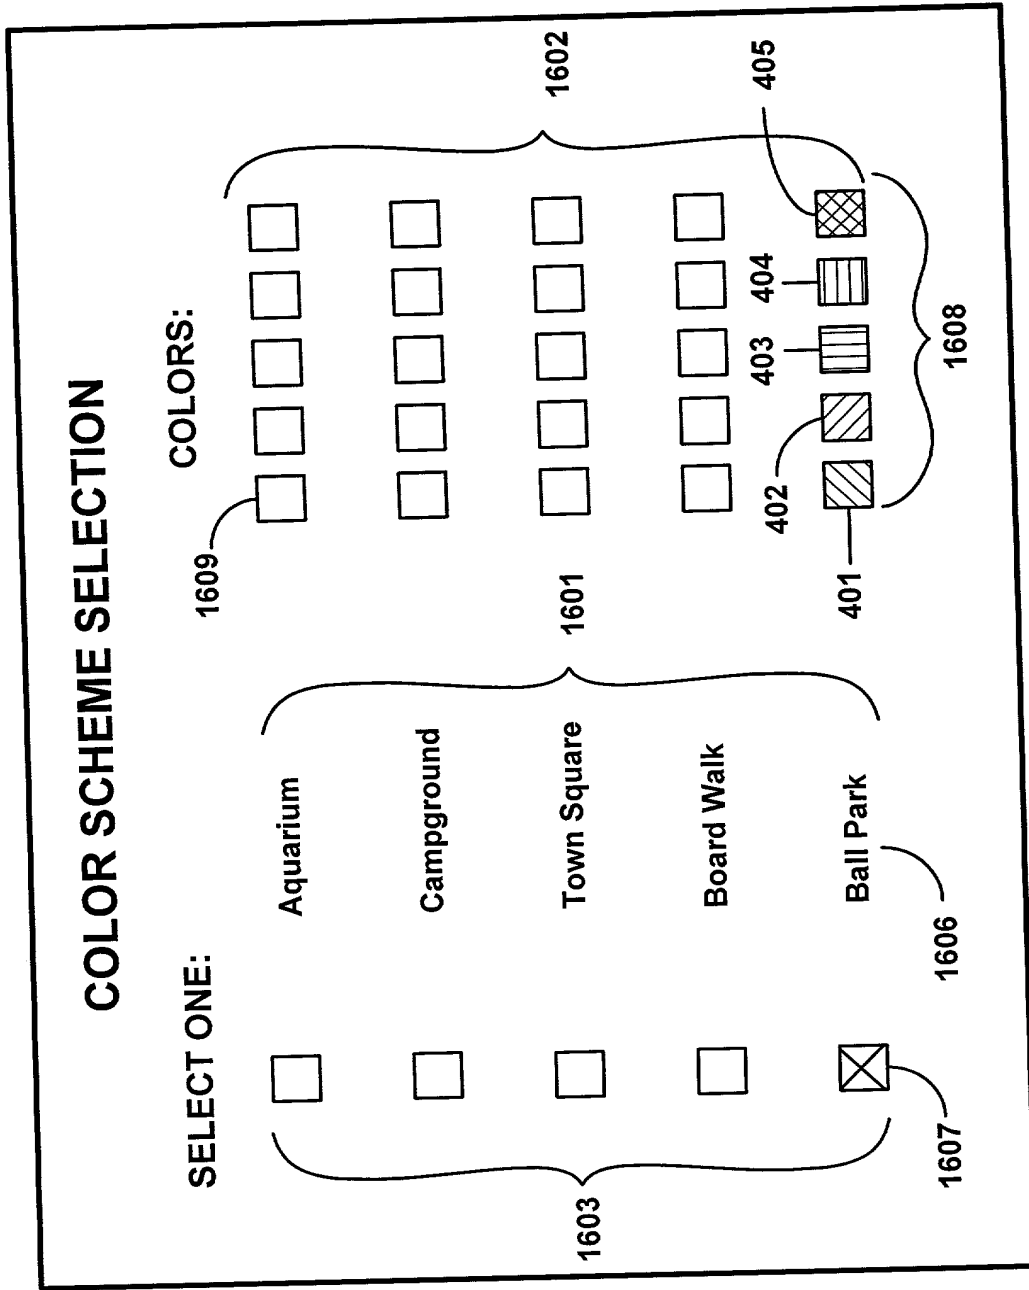 COLOR SCHEME SELECTION
SELECT ONE:
COLORS:
1609
Aquarium
Campground
1603
Town Square
1601
1602
Board Walk
402
403
404
405
Ball Park
401
1607
1606
1608